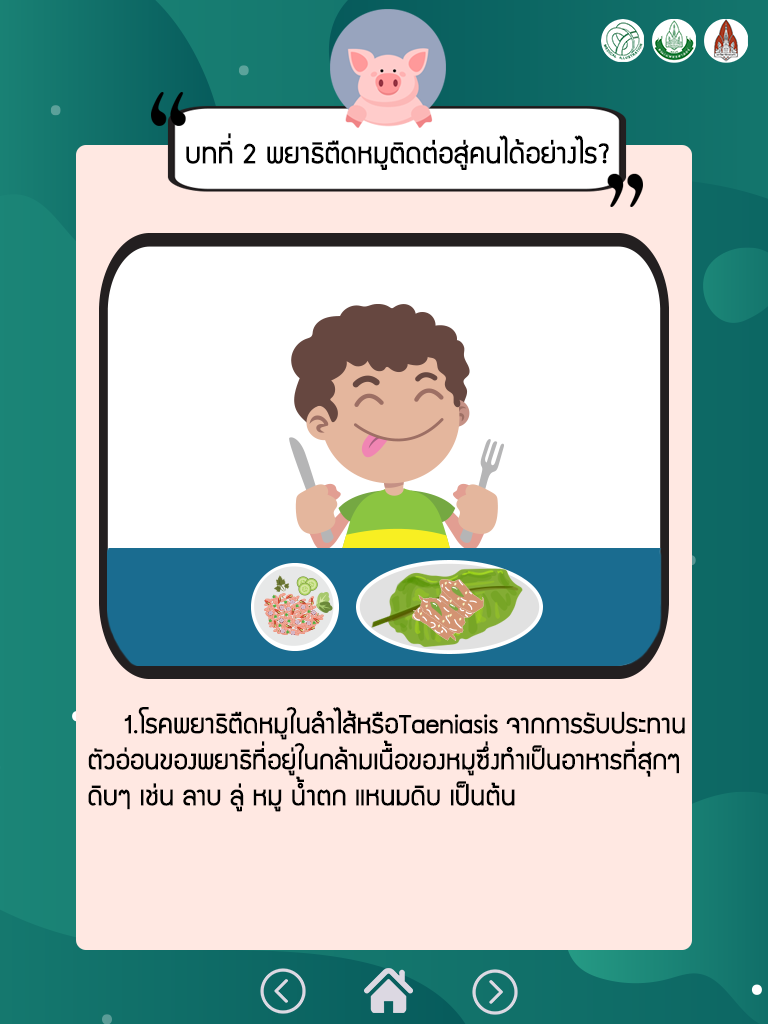 บทที่ 2 พยาธิตืดหมูติดต่อสู่คนได้อย่างไร?
1.โรคพยาธิตืดหมูในลำไส้หรือTaeniasis จากการรับประทาน
ตัวอ่อนของพยาธิที่อยู่ในกล้ามเนื้อของหมูซึ่งทำเป็นอาหารที่สุกๆ
ดิบๆ เช่น ลาบ ลู่ หมู น้ำตก แหนมดิบ เป็นต้น